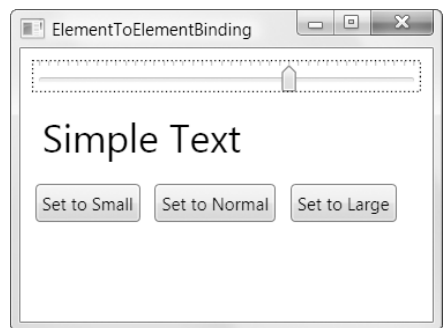 ElementToElementBinding
Simple Text
Set to Small Set to Normal Set to Large